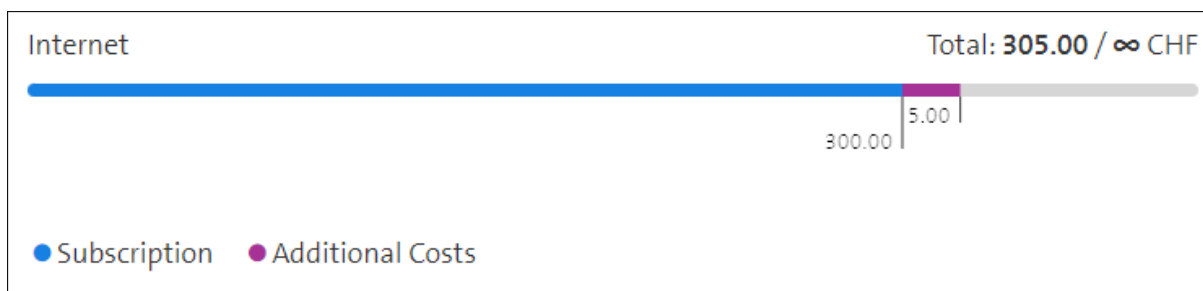 Internet
Total: 305.00 / ∞ CHF
5.00
300.00
Subscription
Additional Costs